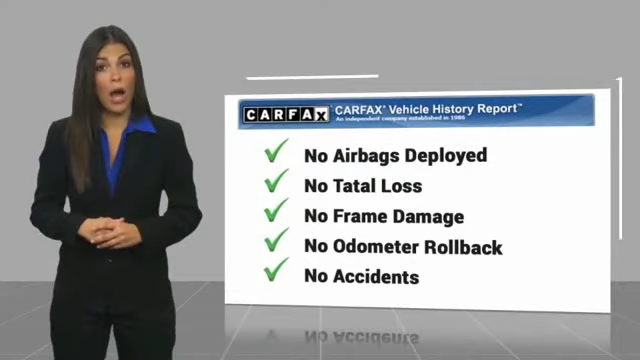 CARFAX CARFAX® Vehicle History Report™
An independent company established in 1986
No Airbags Deployed
No Tatal Loss
No Frame Damage
No Odometer Rollback
No Accidents
No Accidents